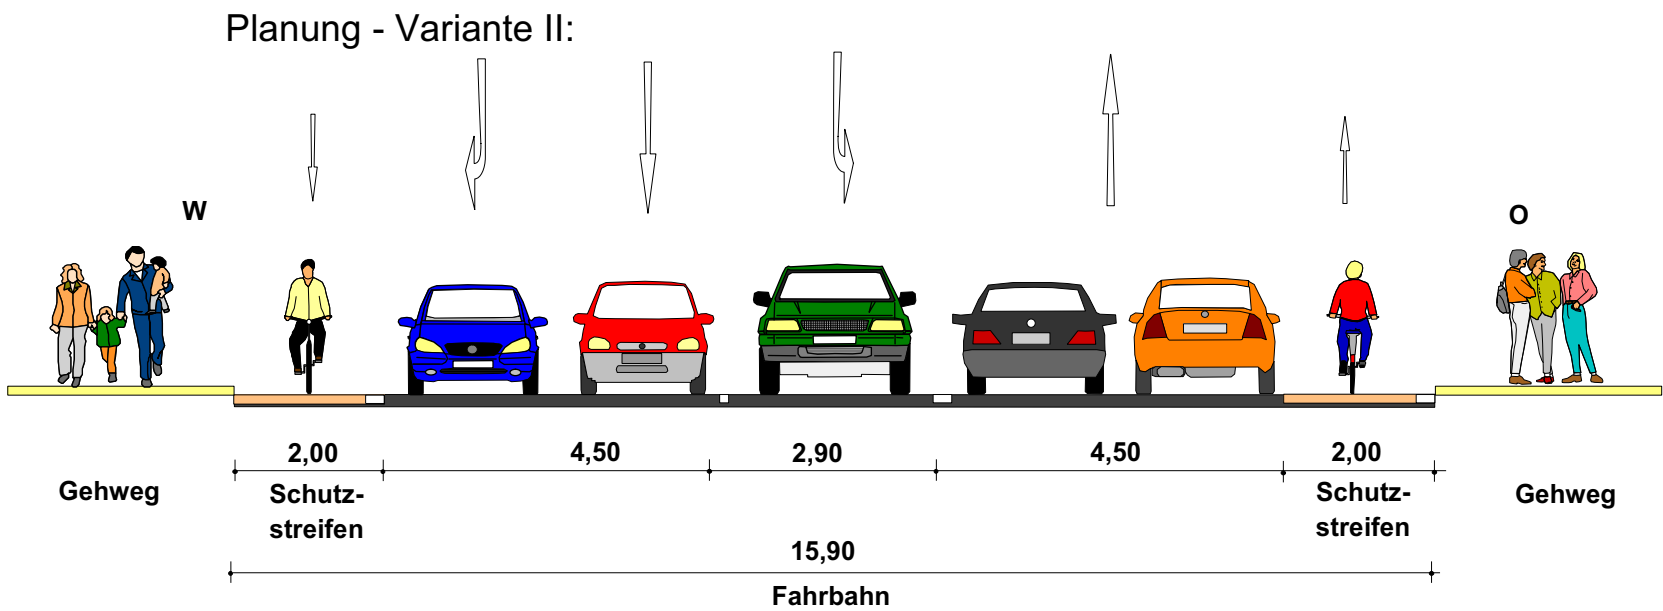 Planung - Variante II:
W
O
2,00
4,50
2,90
4,50
2,00
Gehweg
Schutz-
streifen
Schutz-
streifen
Gehweg
15,90
Fahrbahn